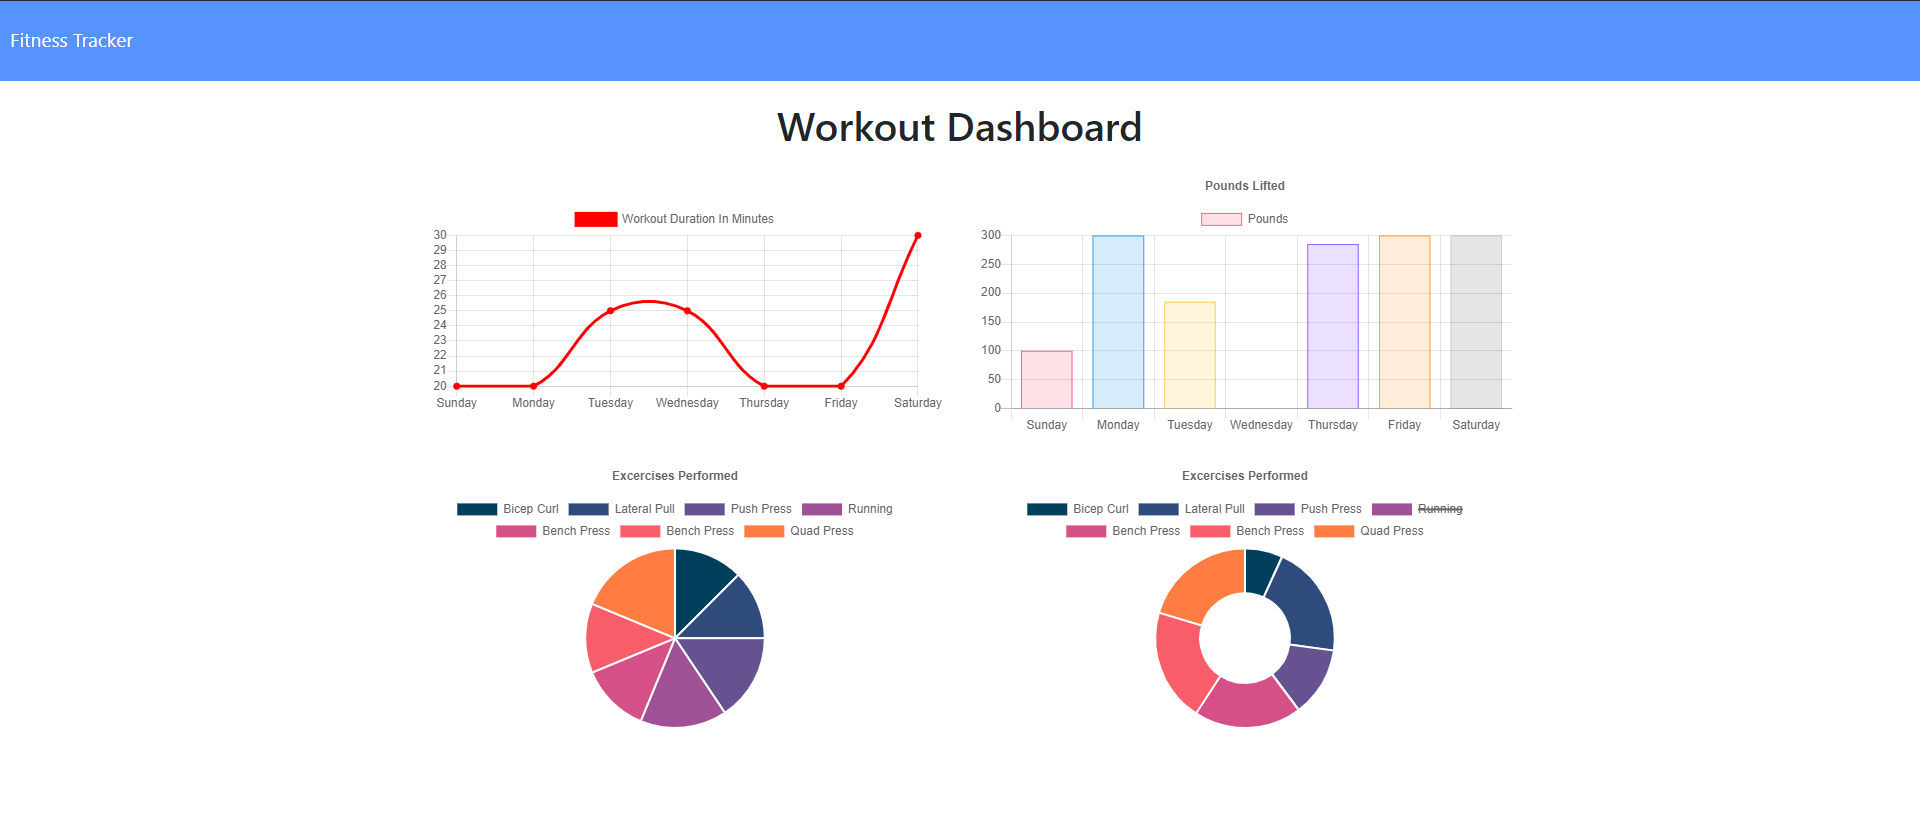 Fitness Tracker
Workout Dashboard
Workout Duration In Minutes
30
29
28
27
26
25
24
23
22
21
20
Sunday Monday Tuesday Wednesday Thursday Friday Saturday
Pounds Lifted
Pounds
300
250
200
150
100
50
0
Sunday Monday Tuesday Wednesday Thursday Friday Saturday
Excercises Performed
Bicep Curl Lateral Pull Push Press Running
Bench Press Bench Press Quad Press
Excercises Performed
Bicep Curl Lateral Pull Push Press Running
Bench Press Bench Press Quad Press